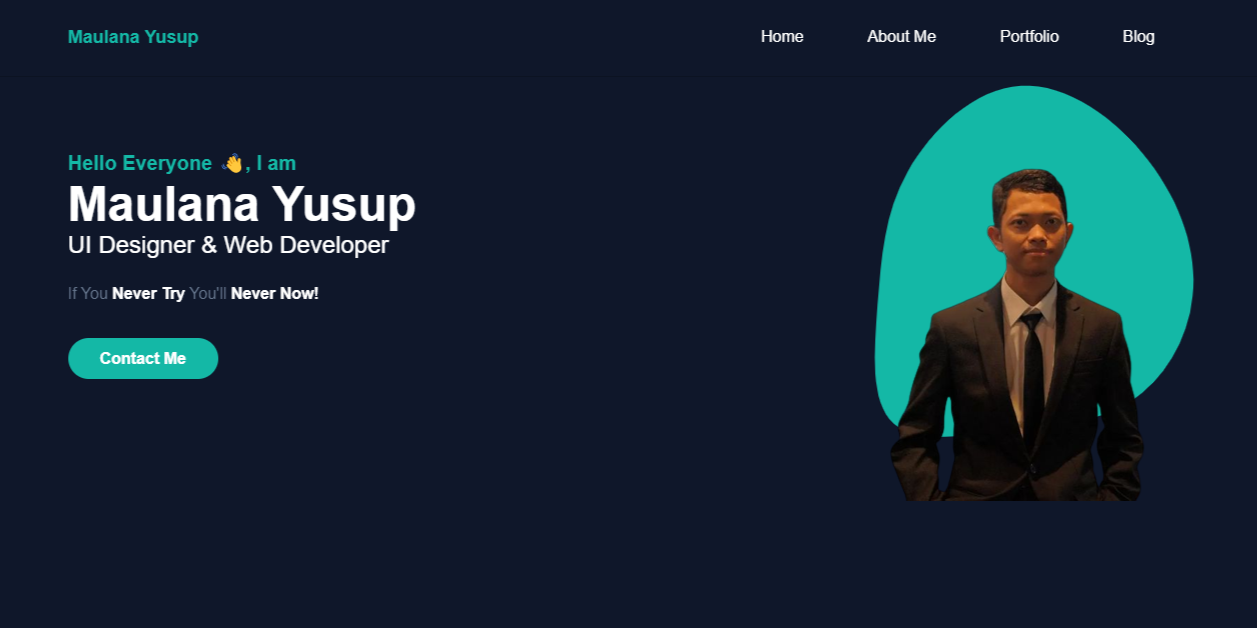 Maulana Yusup
Home About Me Portfolio Blog
Hello Everyone 👋, I am
Maulana Yusup
UI Designer & Web Developer
If You Never Try You'll Never Now!
Contact Me